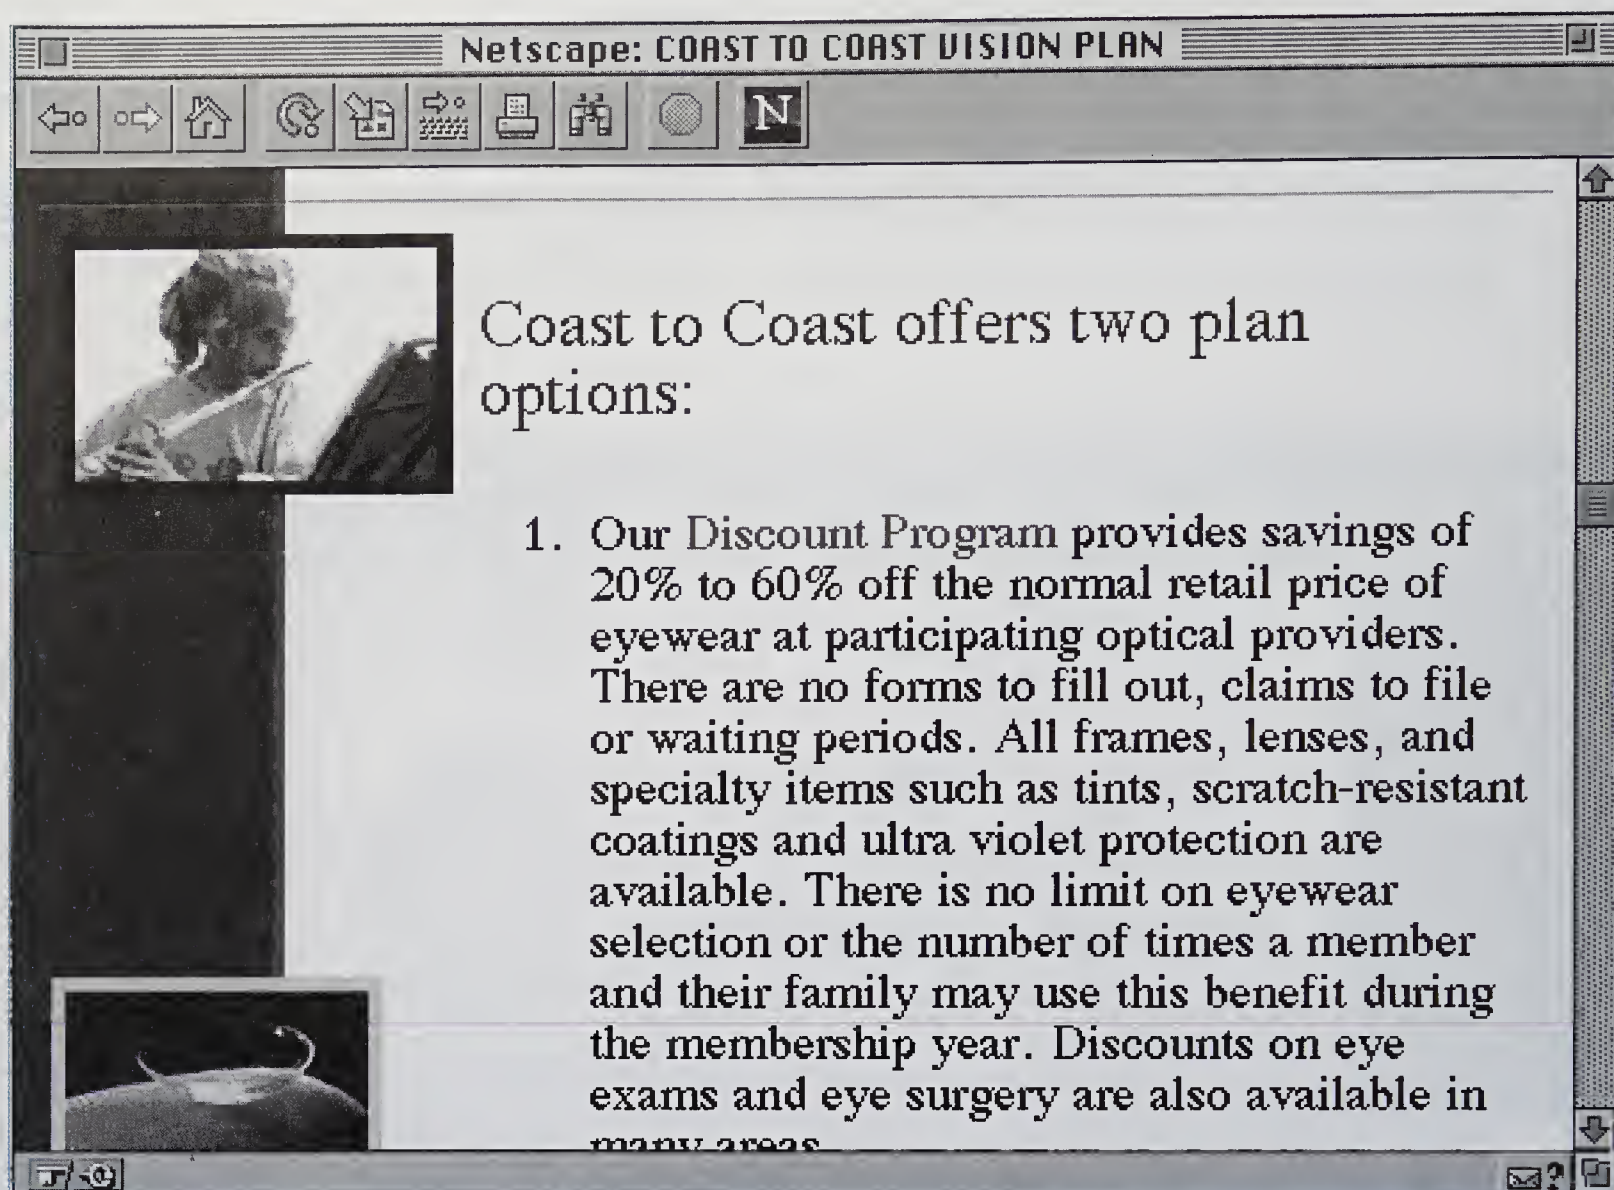 Netscape: COAST TO COAST VISION PLAN
N
Coast to Coast offers two plan
options:
1. Our Discount Program provides savings of
20% to 60% off the normal retail price of
eyewear at participating optical providers.
There are no forms to fill out, claims to file
or waiting periods. All frames, lenses, and
specialty items such as tints, scratch-resistant
coatings and ultra violet protection are
available. There is no limit on eyewear
selection or the number of times a member
and their family may use this benefit during
the membership year. Discounts on eye
exams and eye surgery are also available in
many areas
?